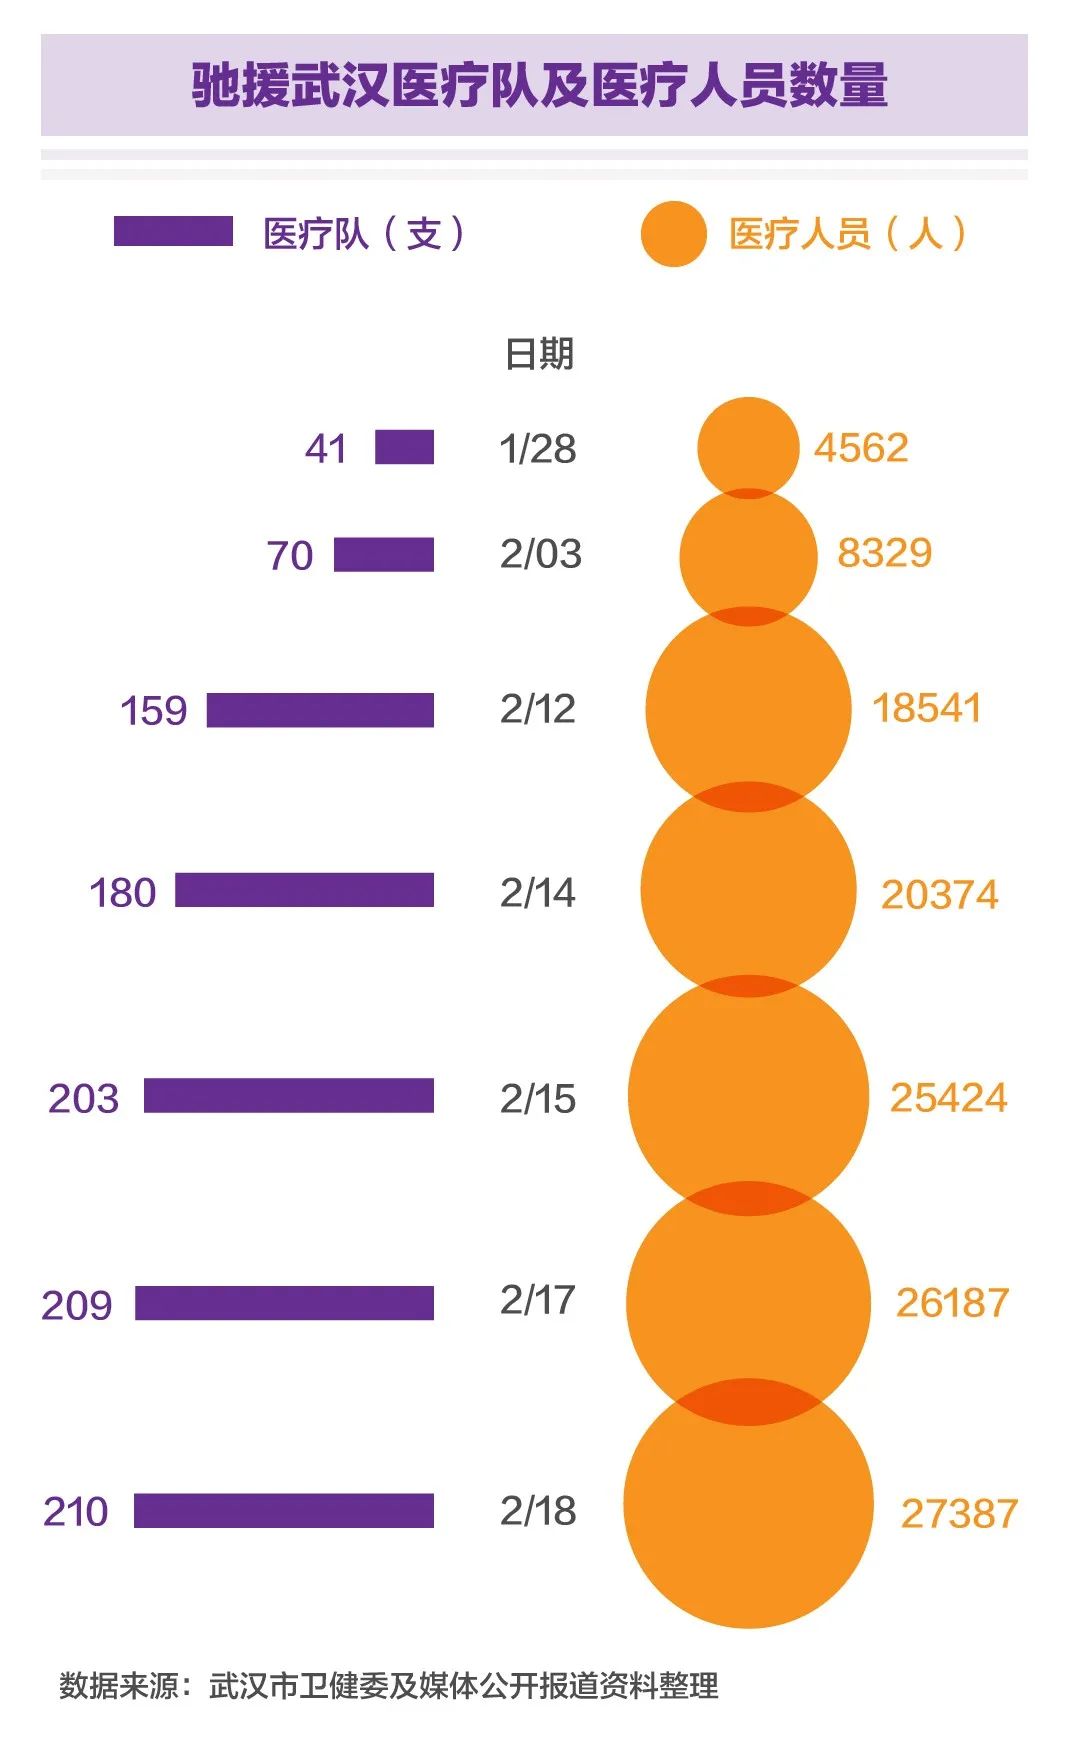 驰援武汉医疗队及医疗人员数量
医疗队（支） 医疗人员（人）
日期
41 1/28 4562
70 2/03 8329
159 2/12 18541
180 2/14 20374
203 2/15 25424
209 2/17 26187
210 2/18 27387
数据来源：武汉市卫健委及媒体公开报道资料整理